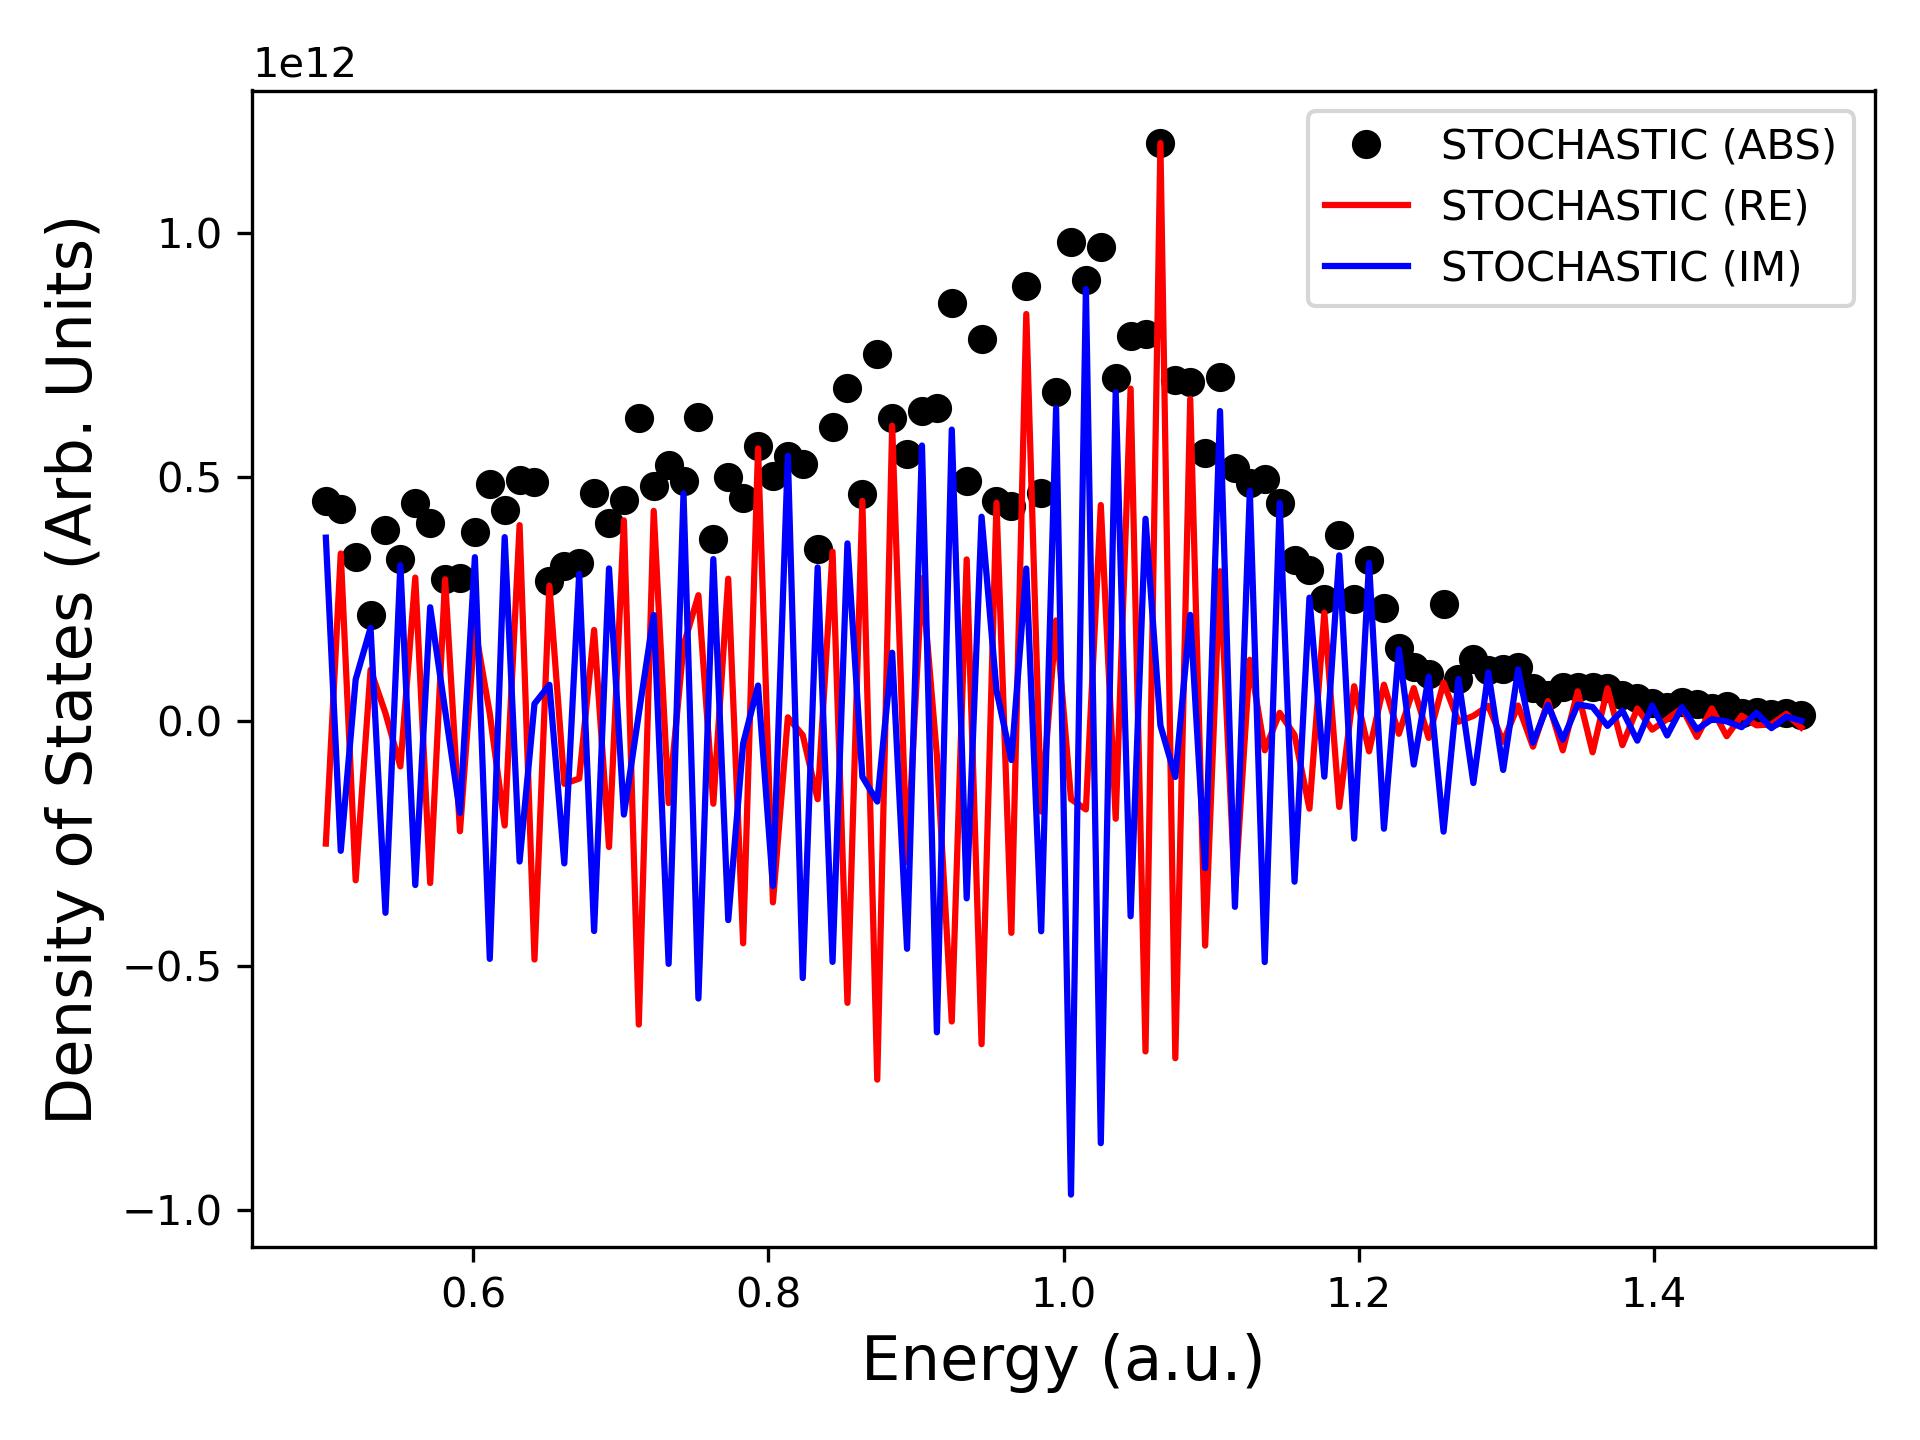 1e12
STOCHASTIC (ABS)
STOCHASTIC (RE)
STOCHASTIC (IM)
Density of States (Arb. Units)
1.0
0.5
0.0
−0.5
−1.0
0.6 0.8 1.0 1.2 1.4
Energy (a.u.)